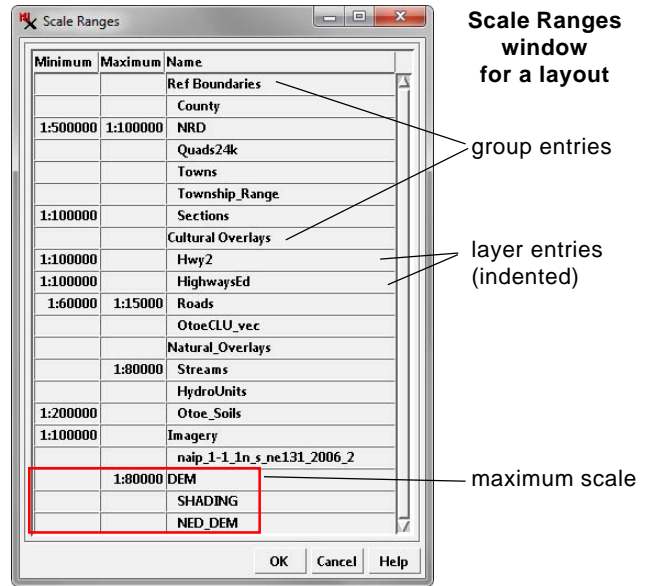 Scale Ranges
Minimum Maximum Name
Ref Boundaries
County
1:500000 1:100000 NRD
Quads24k
Towns
Township_Range
1:100000 Sections
Cultural Overlays
1:100000 Hwy2
1:100000 HighwaysEd
1:60000 1:15000 Roads
OtoeCLU_vec
Natural_Overlays
1:80000 Streams
HydroUnits
1:200000 Otoe_Soils
1:100000 Imagery
naip_1-1_1n_s_ne131_2006_2
1:80000 DEM
SHADING
NED_DEM
OK Cancel Help
Scale Ranges
window
for a layout
group entries
layer entries
(indented)
maximum scale